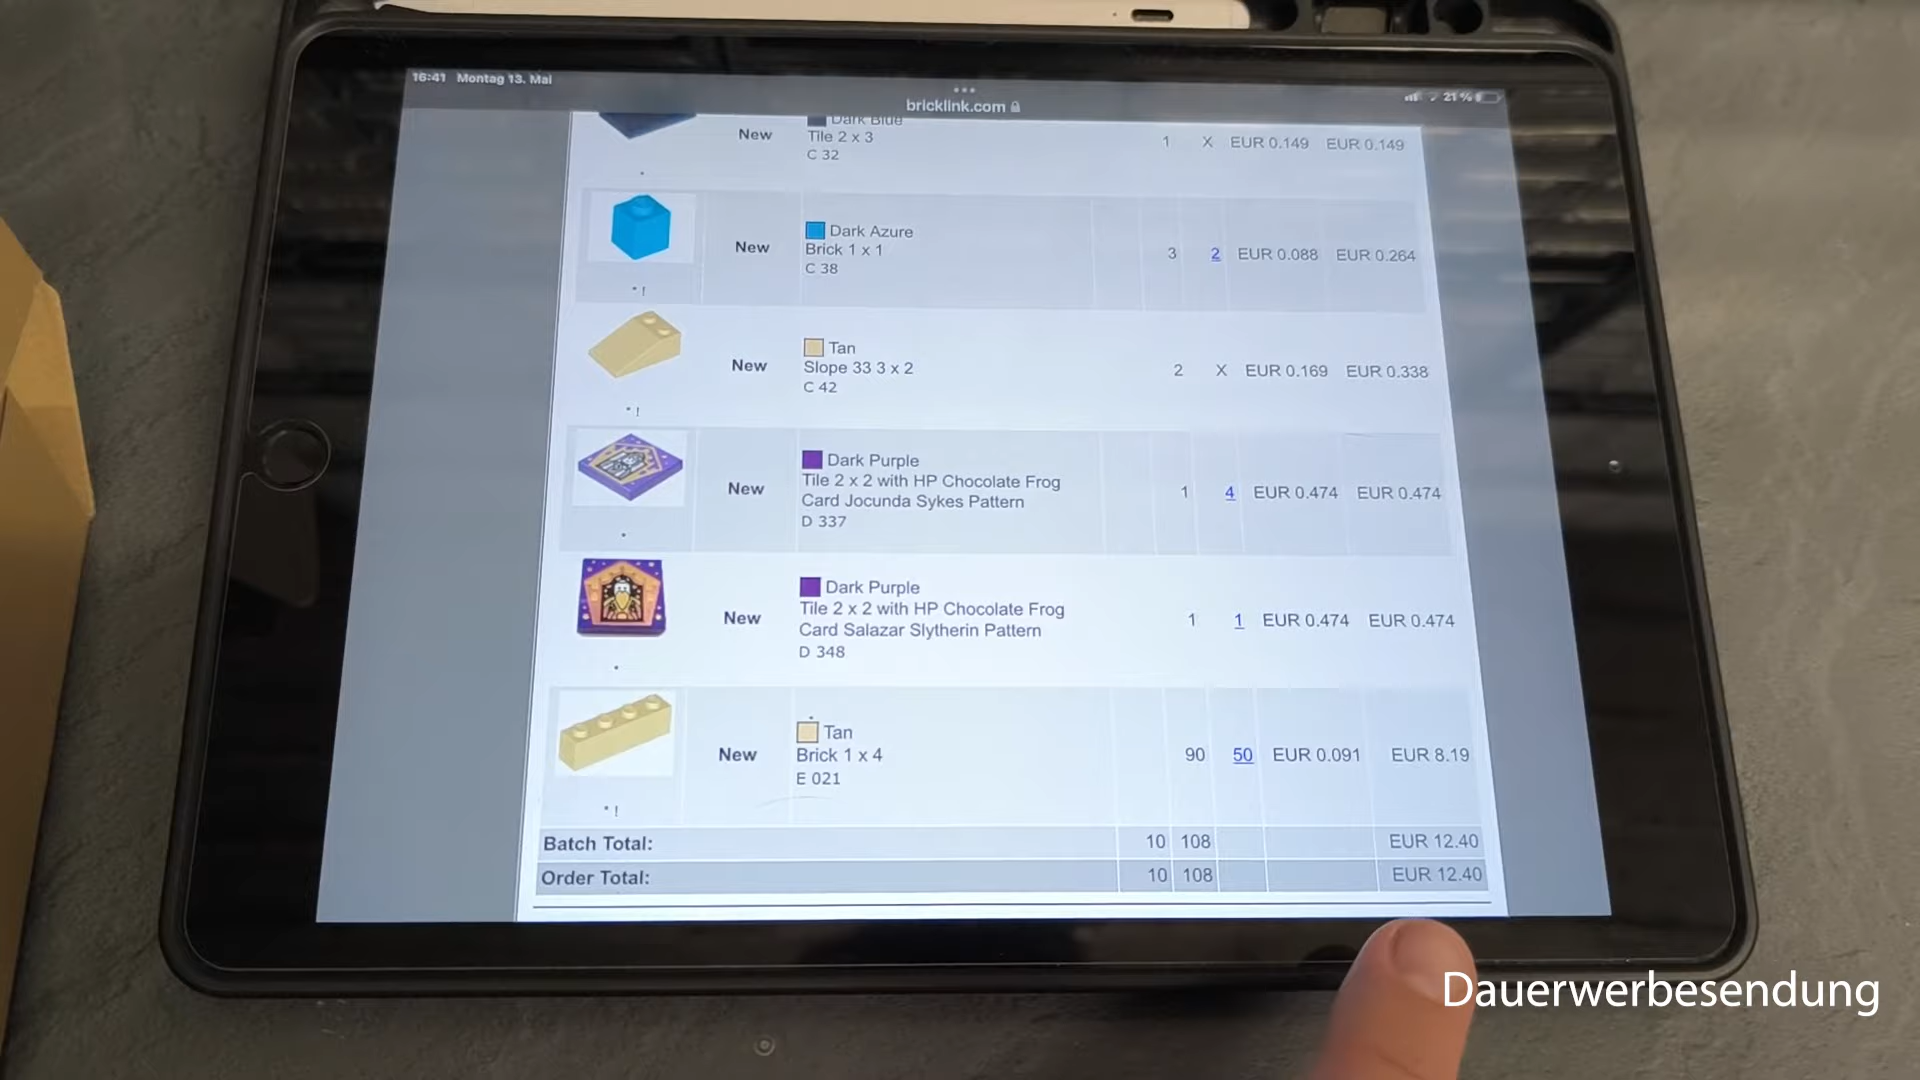 16:41 Montag 13. Mai
21 %
bricklink.com
New Dark Blue
Tile 2 x 3 1 X EUR 0.149 EUR 0.149
C 32
New Dark Azure
Brick 1 x 1 3 2 EUR 0.088 EUR 0.264
C 38
* !
New Tan
Slope 33 3 x 2 2 X EUR 0.169 EUR 0.338
C 42
* !
New Dark Purple
Tile 2 x 2 with HP Chocolate Frog 1 4 EUR 0.474 EUR 0.474
Card Jocunda Sykes Pattern
D 337
New Dark Purple
Tile 2 x 2 with HP Chocolate Frog 1 1 EUR 0.474 EUR 0.474
Card Salazar Slytherin Pattern
D 348
New Tan
Brick 1 x 4 90 50 EUR 0.091 EUR 8.19
E 021
* !
Batch Total: 10 108 EUR 12.40
Order Total: 10 108 EUR 12.40
Dauerwerbesendung